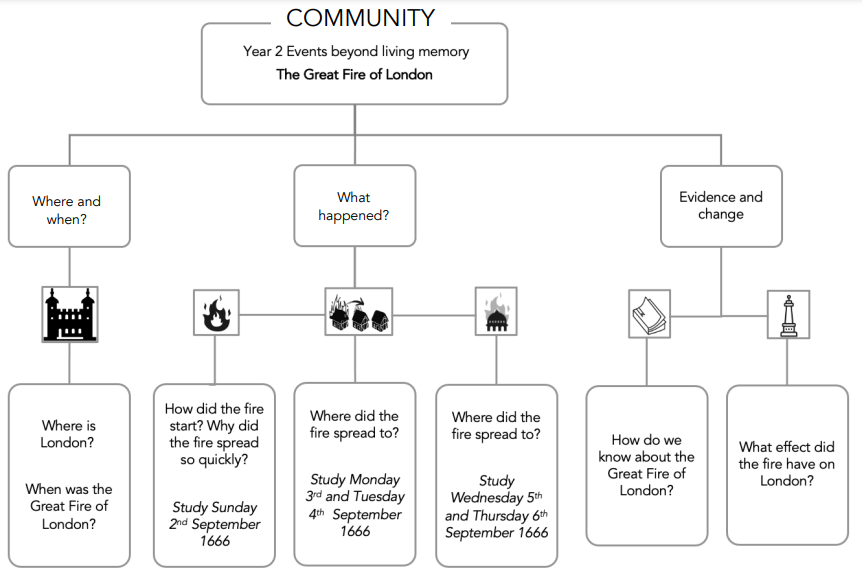 COMMUNITY
Year 2 Events beyond living memory
The Great Fire of London
Where and
when?
What
happened?
Evidence and
change
Where is
London?
When was the
Great Fire of
London?
How did the fire
start? Why did
the fire spread
so quickly?
Study Sunday
2nd September
1666
Where did the
fire spread to?
Study Monday
3rd and Tuesday
4th September
1666
Where did the
fire spread to?
Study
Wednesday 5th
and Thursday 6th
September 1666
How do we
know about the
Great Fire of
London?
What effect did
the fire have on
London?